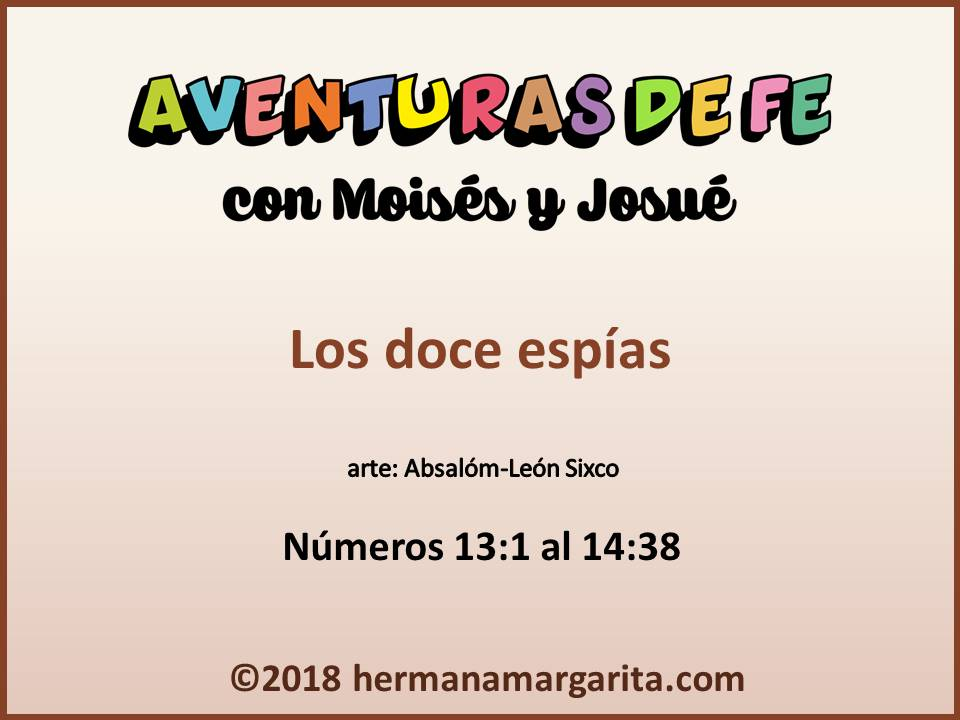 AVENTURAS DE FE
con Moisés y Josué
Los doce espías
arte: Absalóm-León Sixco
Números 13:1 al 14:38
©2018 hermanamargarita.com